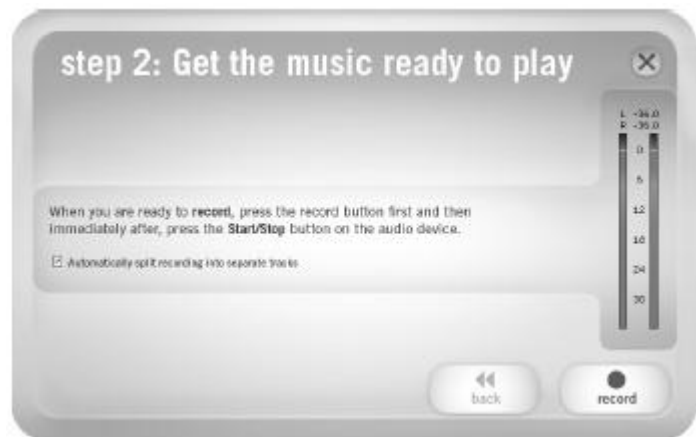 step 2: Get the music ready to play
L -36.0
R -36.0
0
6
12
18
24
30
When you are ready to record, press the record button first and then
immediately after, press the Start/Stop button on the audio device.
Automatically split recording into separate tracks
back
record